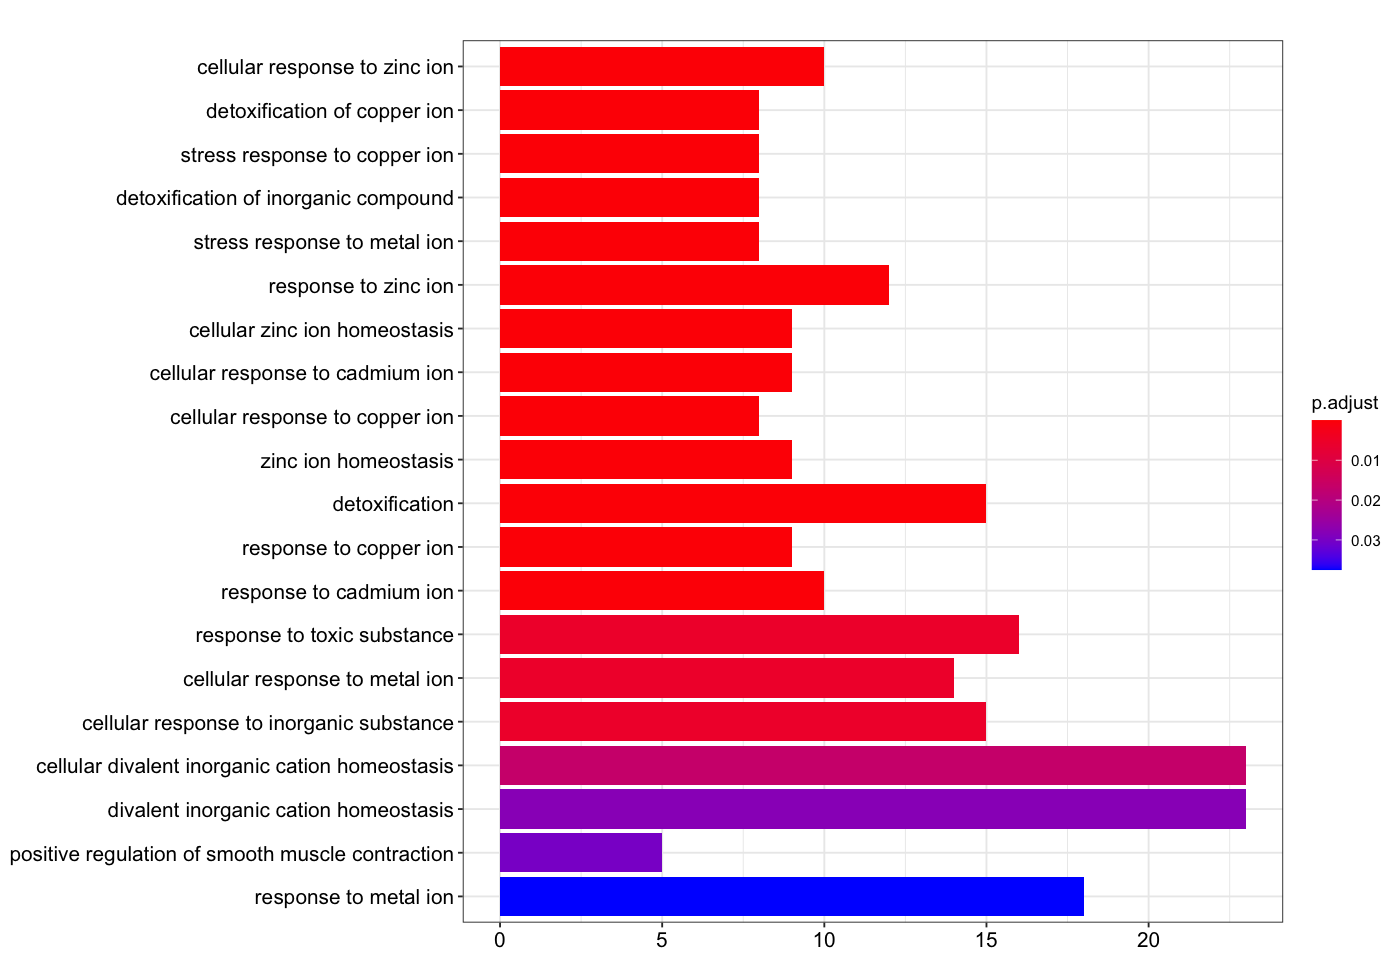 cellular response to zinc ion
detoxification of copper ion
stress response to copper ion
detoxification of inorganic compound
stress response to metal ion
response to zinc ion
cellular zinc ion homeostasis
cellular response to cadmium ion
cellular response to copper ion
zinc ion homeostasis
detoxification
response to copper ion
response to cadmium ion
response to toxic substance
cellular response to metal ion
cellular response to inorganic substance
cellular divalent inorganic cation homeostasis
divalent inorganic cation homeostasis
positive regulation of smooth muscle contraction
response to metal ion
0 5 10 15 20
p.adjust
0.01
0.02
0.03